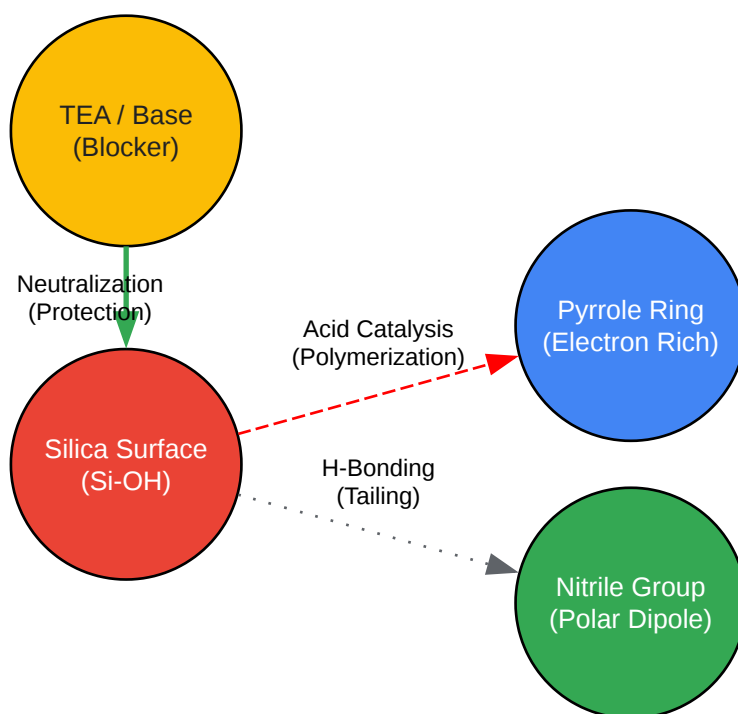 TEA / Base
(Blocker)
Neutralization
(Protection)
Acid Catalysis
(Polymerization)
Pyrrole Ring
(Electron Rich)
Silica Surface
(Si-OH)
H-Bonding
(Tailing)
Nitrile Group
(Polar Dipole)